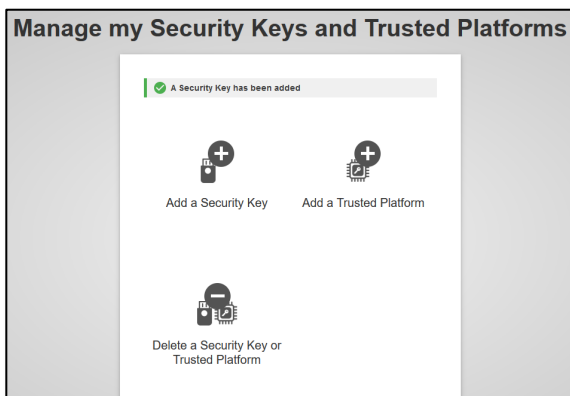 Manage my Security Keys and Trusted Platforms
A Security Key has been added
Add a Security Key
Add a Trusted Platform
Delete a Security Key or
Trusted Platform